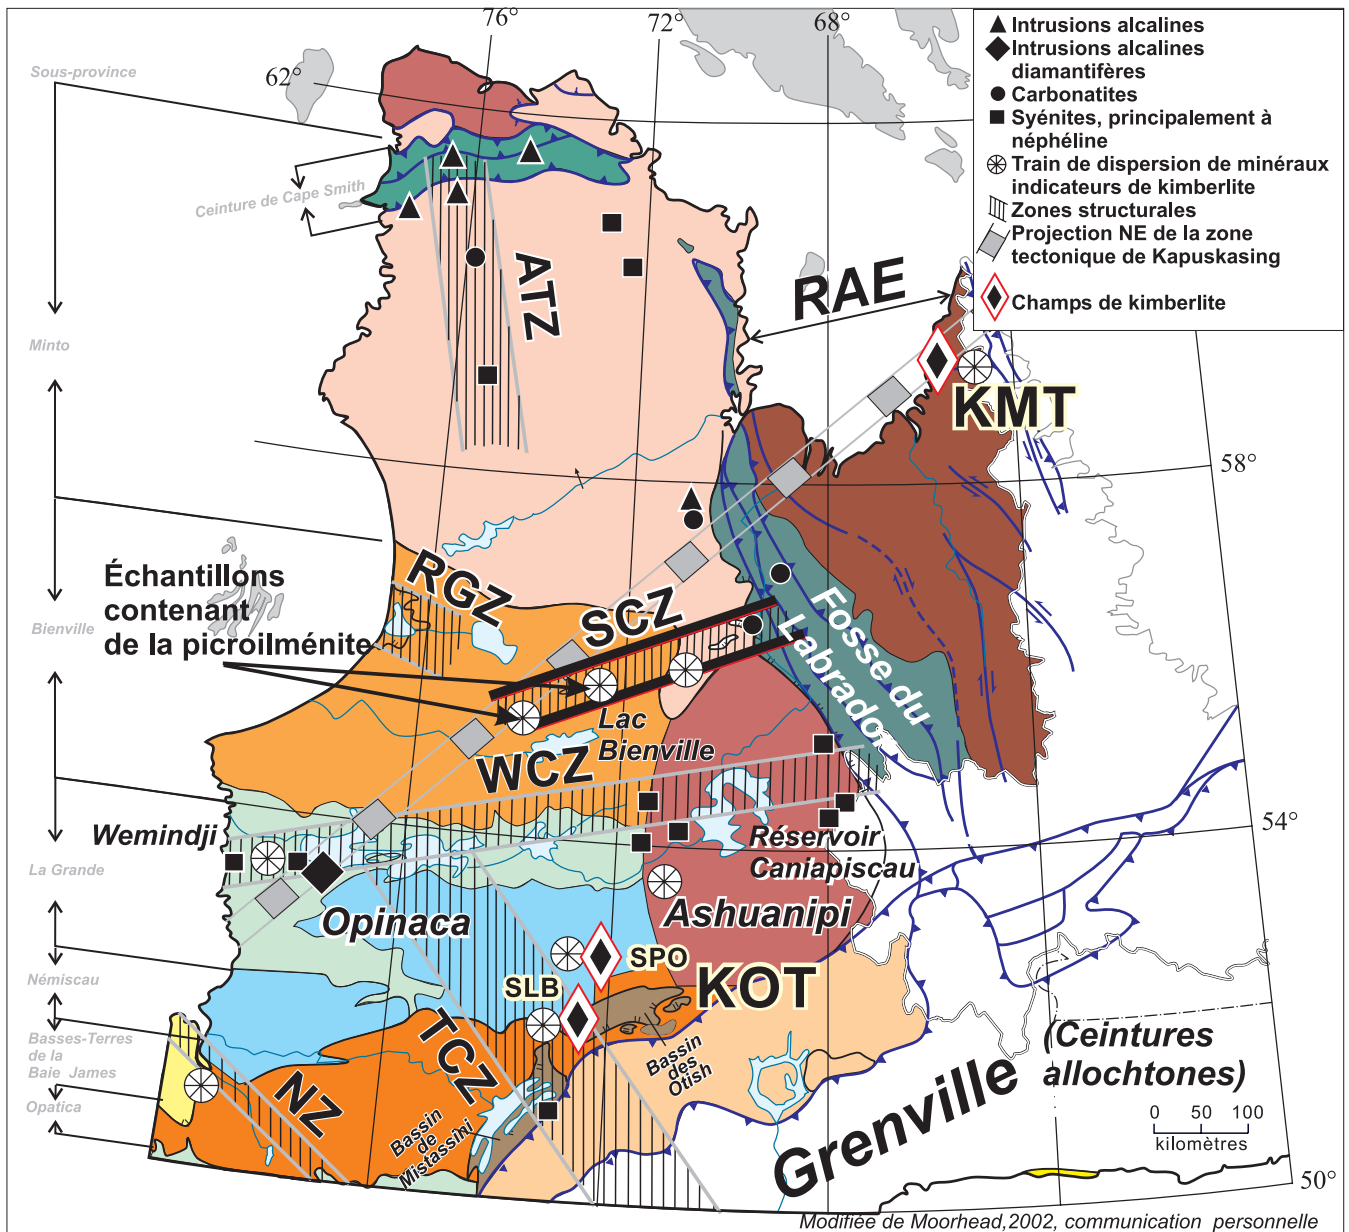 76°
72°
68°
62°
Intrusions alcalines
Intrusions alcalines
diamantifères
Carbonatites
Syénites, principalement à
néphéline
Train de dispersion de minéraux
indicateurs de kimberlite
Zones structurales
Projection NE de la zone
tectonique de Kapuskasing
Champs de kimberlite
Sous-province
Ceinture de Cape Smith
ATZ
RAE
Minto
KMT
58°
Échantillons
contenant
de la picroilménite
Bienville
RGZ
SCZ
Fosse du
Labrador
Lac
Bienville
WCZ
Wemindji
Réservoir
Caniapiscau
54°
La Grande
Opinaca
Ashuanipi
SPO
SLB
KOT
Némiscau
Basses-Terres
de la
Baie James
Opatica
TCZ
NZ
Bassin
des
Otish
Bassin
de
Mistassini
Grenville
(Ceintures
allochtones)
0 50 100
kilomètres
50°
Modifiée de Moorhead,2002, communication personnelle